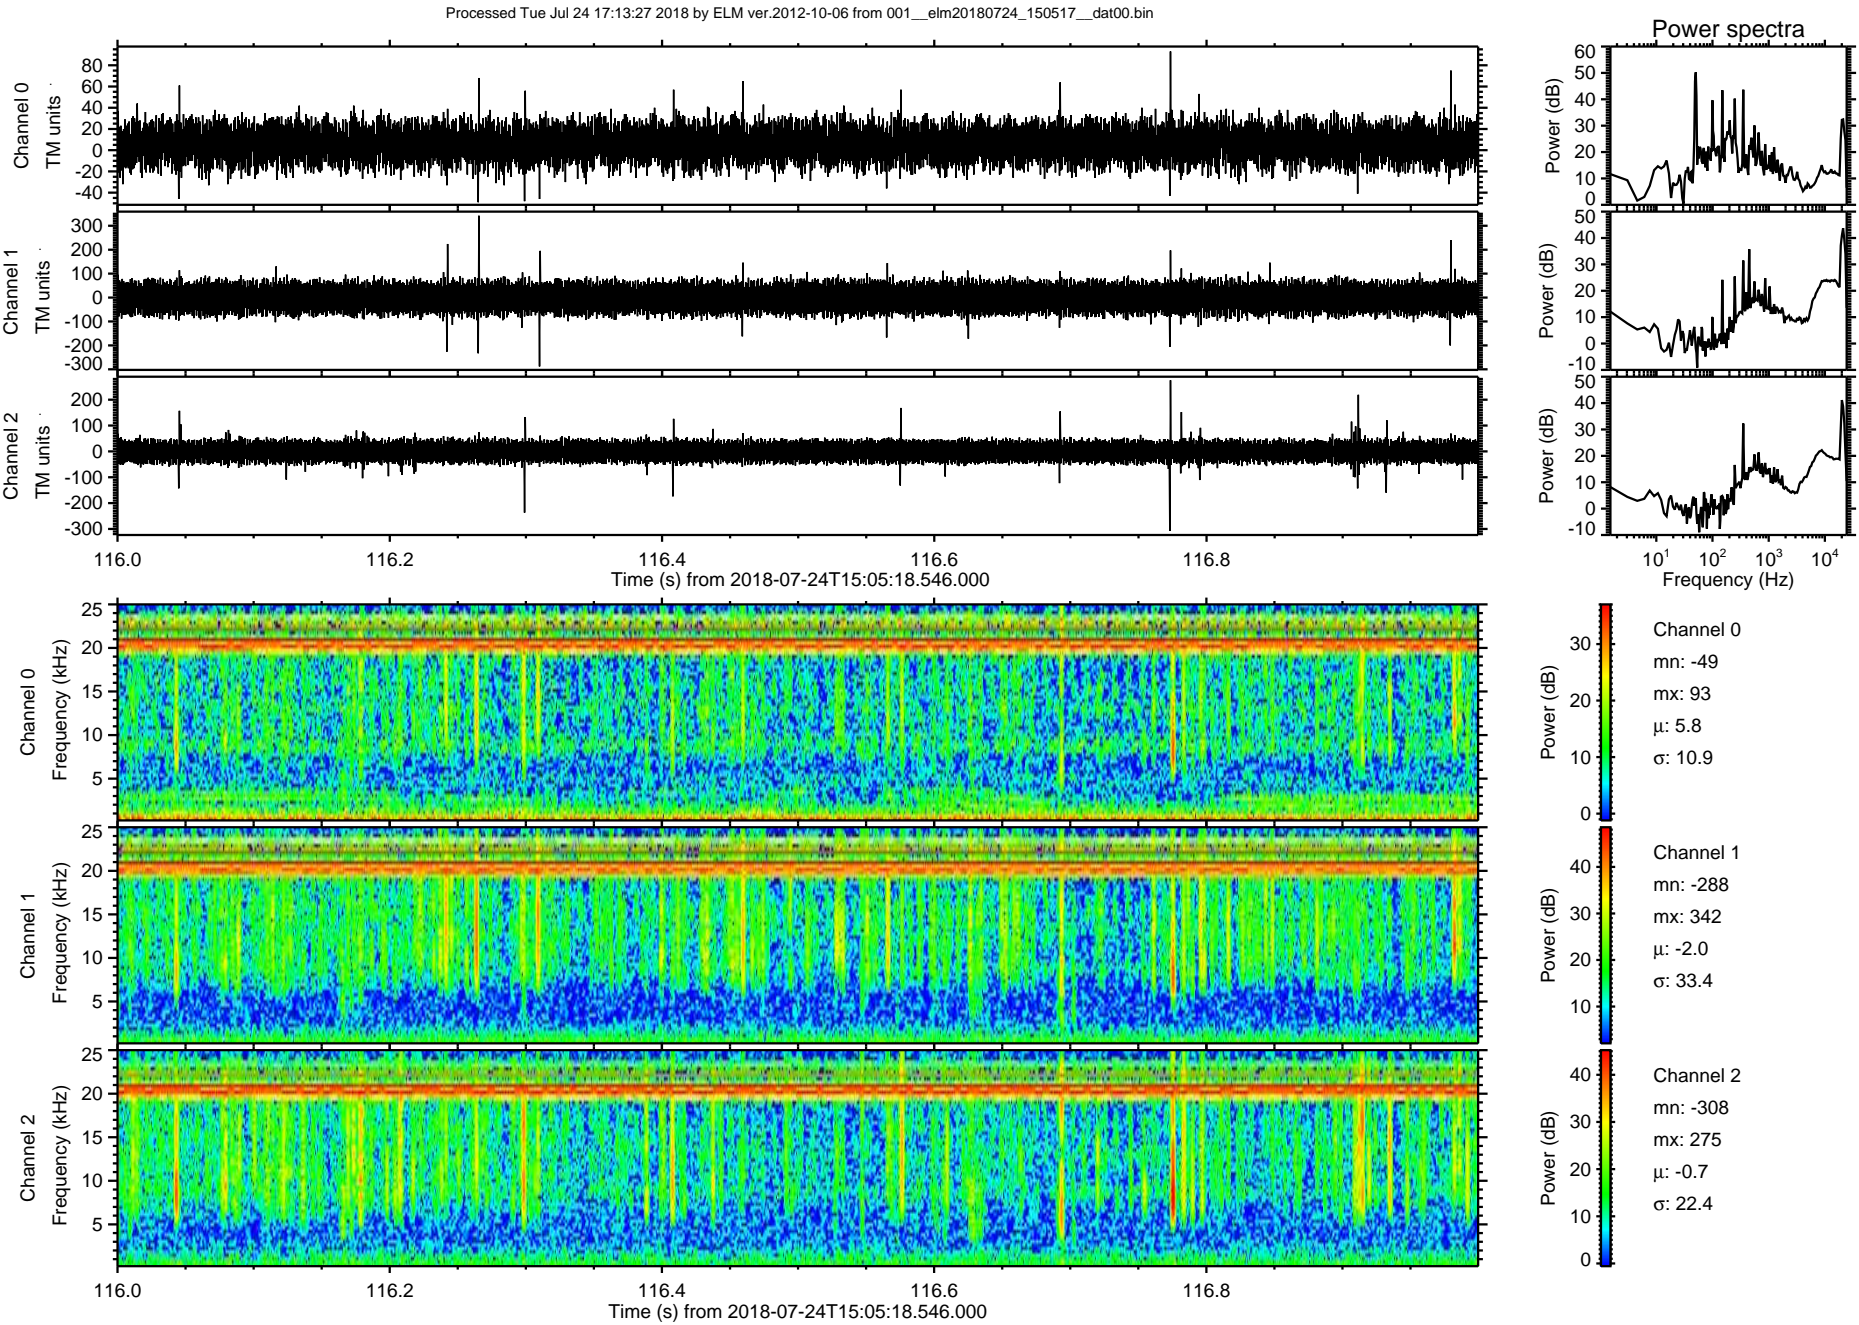 Processed Tue Jul 24 17:13:27 2018 by ELM ver.2012-10-06 from 001__elm20180724_150517__dat00.bin
Power spectra
Channel 0
TM units
80
60
40
20
0
-20
-40
Power (dB)
60
50
40
30
20
10
0
Channel 1
TM units
300
200
100
0
-100
-200
-300
Power (dB)
50
40
30
20
10
0
-10
Channel 2
TM units
200
100
0
-100
-200
-300
Power (dB)
50
40
30
20
10
0
-10
116.0 116.2 116.4 116.6 116.8
Time (s) from 2018-07-24T15:05:18.546.000
10¹ 10² 10³ 10⁴
Frequency (Hz)
Channel 0
Frequency (kHz)
25
20
15
10
5
Power (dB)
30
20
10
0
Channel 0
mn: -49
mx: 93
μ: 5.8
σ: 10.9
Channel 1
Frequency (kHz)
25
20
15
10
5
Power (dB)
40
30
20
10
Channel 1
mn: -288
mx: 342
μ: -2.0
σ: 33.4
Channel 2
Frequency (kHz)
25
20
15
10
5
Power (dB)
40
30
20
10
0
Channel 2
mn: -308
mx: 275
μ: -0.7
σ: 22.4
116.0 116.2 116.4 116.6 116.8
Time (s) from 2018-07-24T15:05:18.546.000